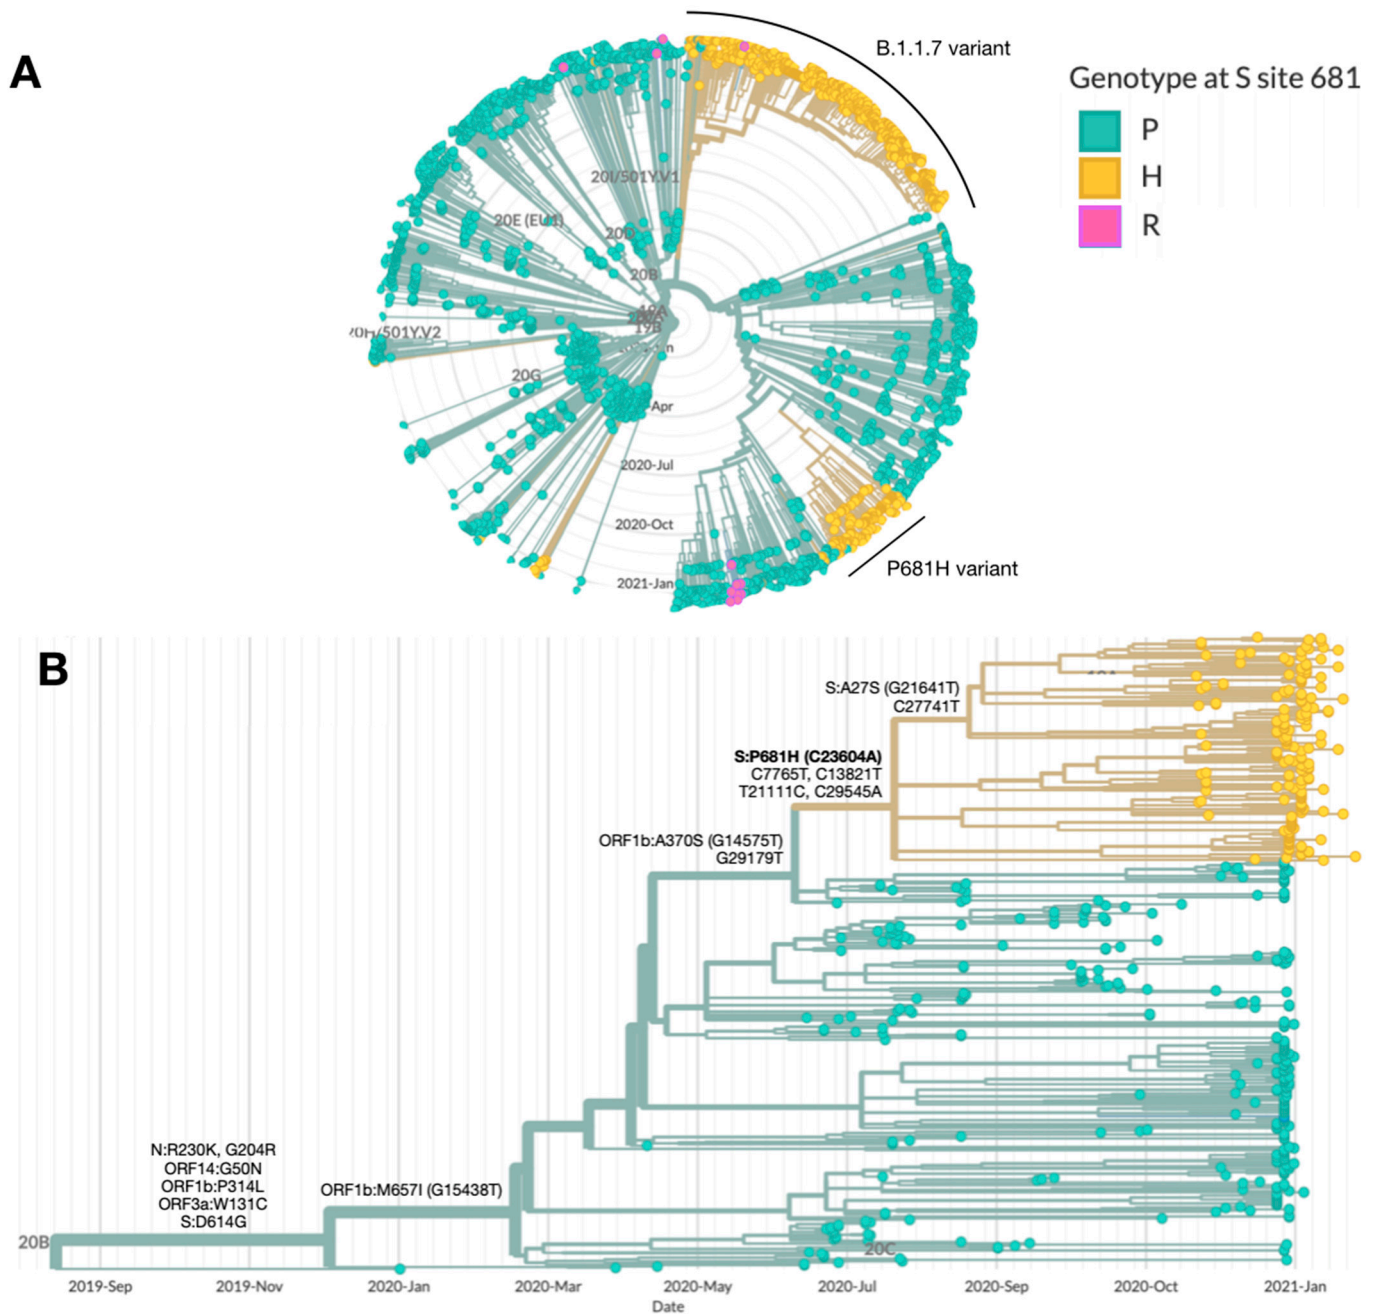 A
B.1.1.7 variant
Genotype at S site 681
P
H
R
20I/501Y.V1
20E (EU1)
20D
20B
19A
19B
20H/501Y.V2
20G
-Apr
2020-Jul
2020-Oct
2021-Jan
P681H variant
B
S:A27S (G21641T)
C27741T
S:P681H (C23604A)
C7765T, C13821T
T21111C, C29545A
ORF1b:A370S (G14575T)
G29179T
N:R230K, G204R
ORF14:G50N
ORF1b:P314L
ORF3a:W131C
S:D614G
ORF1b:M657I (G15438T)
20B
20C
2019-Sep
2019-Nov
2020-Jan
2020-Mar
2020-May
2020-Jul
2020-Sep
2020-Oct
2021-Jan
Date